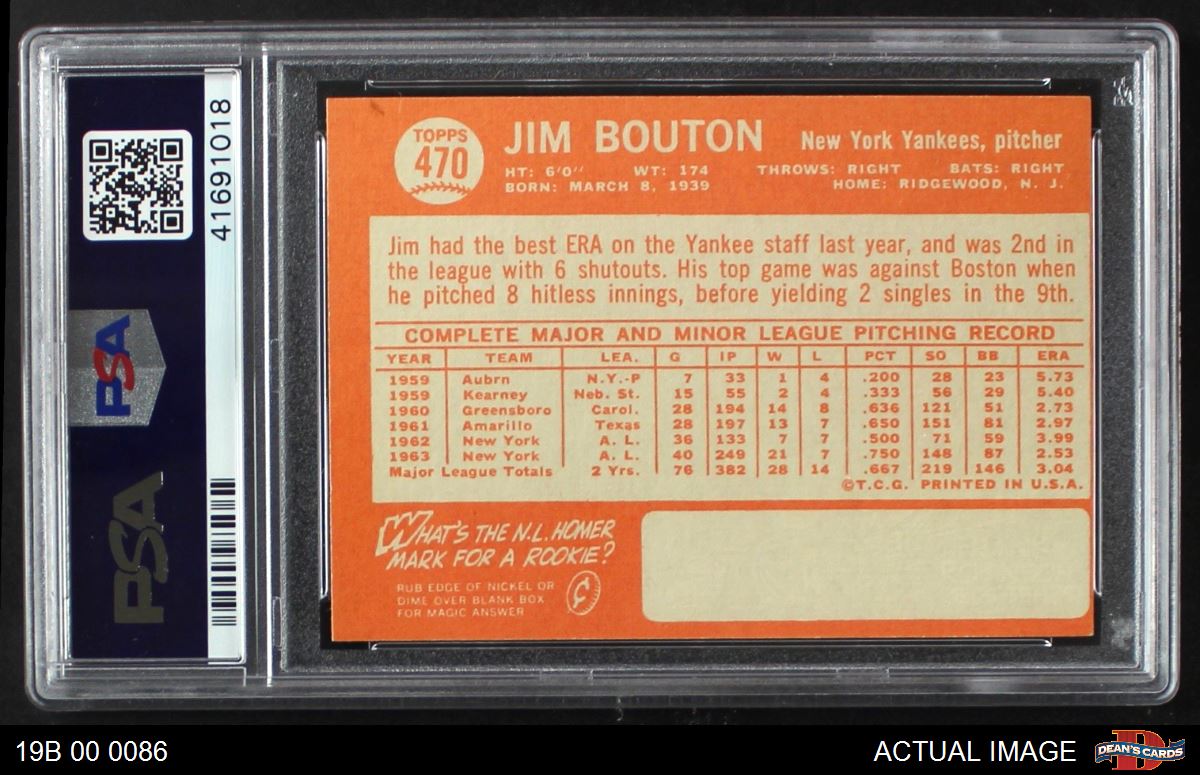 41691018
PSA
PSA
TOPPS
470
JIM BOUTON New York Yankees, pitcher
HT: 6'0" WT: 174 THROWS: RIGHT BATS: RIGHT
BORN: MARCH 8, 1939 HOME: RIDGEWOOD, N. J.
Jim had the best ERA on the Yankee staff last year, and was 2nd in
the league with 6 shutouts. His top game was against Boston when
he pitched 8 hitless innings, before yielding 2 singles in the 9th.
COMPLETE MAJOR AND MINOR LEAGUE PITCHING RECORD
YEAR TEAM LEA. G IP W L PCT SO BB ERA
1959 Aubrn N.Y.-P 7 33 1 4 .200 28 23 5.73
1959 Kearney Neb. St. 15 55 2 4 .333 56 29 5.40
1960 Greensboro Carol. 28 194 14 8 .636 121 51 2.73
1961 Amarillo Texas 28 197 13 7 .650 151 81 2.97
1962 New York A. L. 36 133 7 7 .500 71 59 3.99
1963 New York A. L. 40 249 21 7 .750 148 87 2.53
Major League Totals 2 Yrs. 76 382 28 14 .667 219 146 3.04
©T.C.G. PRINTED IN U.S.A.
WHAT'S THE N.L. HOMER
MARK FOR A ROOKIE?
RUB EDGE OF NICKEL OR
DIME OVER BLANK BOX
FOR MAGIC ANSWER
¢
19B 00 0086 ACTUAL IMAGE DEAN'S CARDS